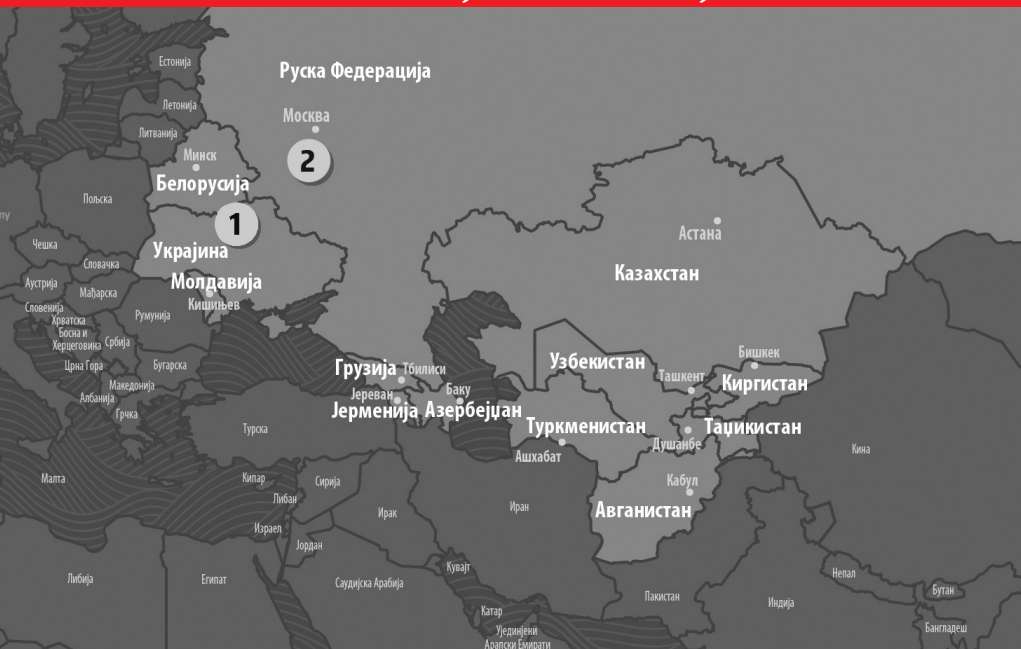 Естонија
Руска Федерација
Летонија
Москва
Литванија
Минск
2
Белорусија
Пољска
1
Астана
Чешка
Украјина
Словачка
Казахстан
Аустрија
Молдавија
Мађарска
Кишињев
Словенија
Румунија
Хрватска
Босна и
Херцеговина
Србија
Бишкек
Узбекистан
Црна Гора
Бугарска
Грузија
Тбилиси
Ташкент
Киргистан
Македонија
Баку
Јереван
Албанија
Јерменија
Азербејџан
Грчка
Туркменистан
Таџикистан
Турска
Душанбе
Ашхабат
Кина
Малта
Кипар
Сирија
Кабул
Либан
Иран
Авганистан
Ирак
Израел
Јордан
Кувајт
Либија
Египат
Саудијска Арабија
Непал
Пакистан
Бутан
Индија
Катар
Бангладеш
Уједињени
Арапски Емирати